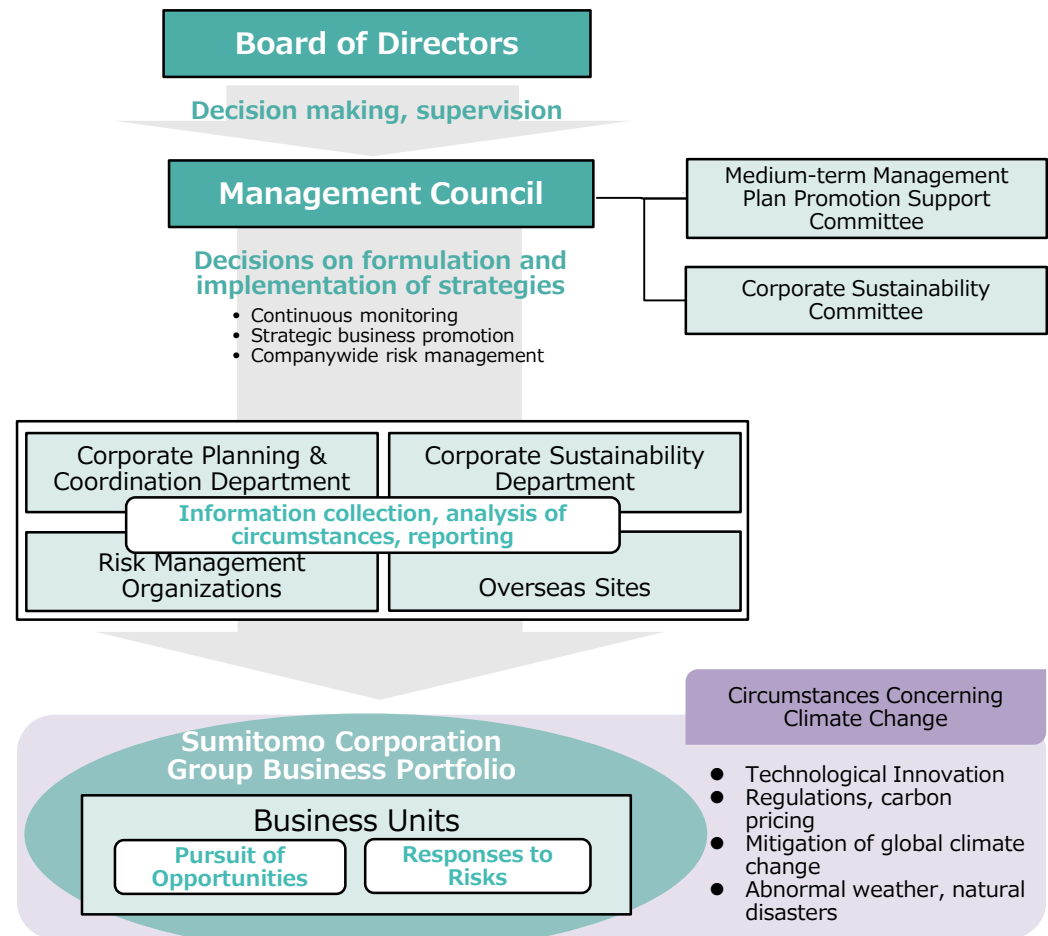 Board of Directors
Decision making, supervision
Management Council
Medium-term Management
Plan Promotion Support
Committee
Corporate Sustainability
Committee
Decisions on formulation and
implementation of strategies
• Continuous monitoring
• Strategic business promotion
• Companywide risk management
Corporate Planning &
Coordination Department
Corporate Sustainability
Department
Information collection, analysis of
circumstances, reporting
Risk Management
Organizations
Overseas Sites
Circumstances Concerning
Climate Change
● Technological Innovation
● Regulations, carbon
pricing
● Mitigation of global climate
change
● Abnormal weather, natural
disasters
Sumitomo Corporation
Group Business Portfolio
Business Units
Pursuit of
Opportunities
Responses to
Risks